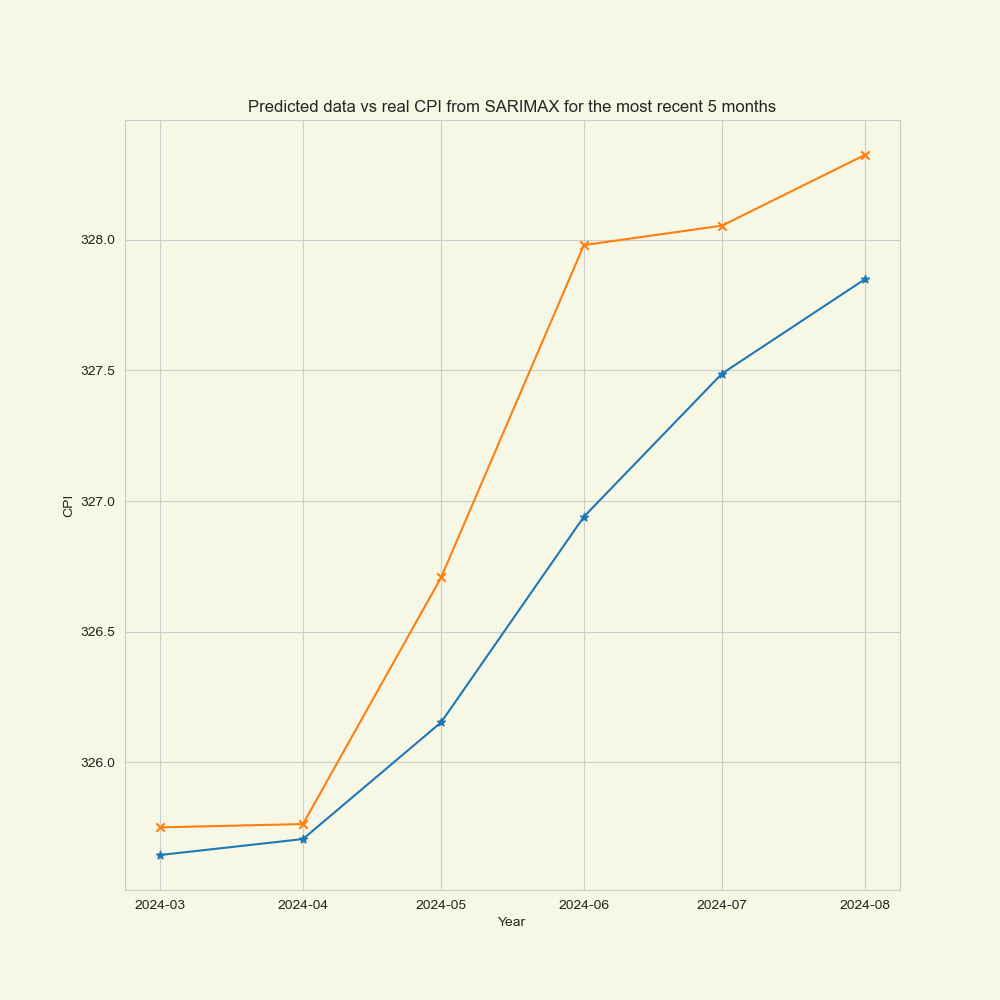 Predicted data vs real CPI from SARIMAX for the most recent 5 months
328.0
327.5
327.0
CPI
326.5
326.0
2024-03 2024-04 2024-05 2024-06 2024-07 2024-08
Year